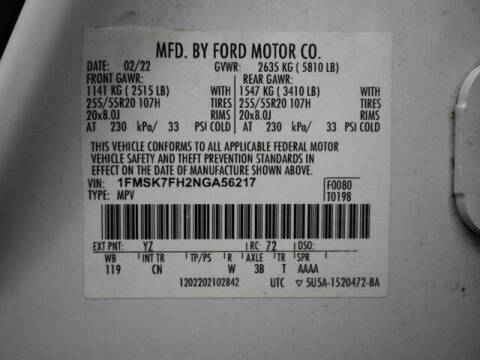 MFD. BY FORD MOTOR CO.
DATE: 02/22 GVWR: 2635 KG ( 5810 LB)
FRONT GAWR: REAR GAWR:
1141 KG ( 2515 LB) WITH 1547 KG ( 3410 LB) WITH
255/55R20 107H TIRES 255/55R20 107H TIRES
20x8.0J RIMS 20x8.0J RIMS
AT 230 kPa/ 33 PSI COLD AT 230 kPa/ 33 PSI COLD
THIS VEHICLE CONFORMS TO ALL APPLICABLE FEDERAL MOTOR
VEHICLE SAFETY AND THEFT PREVENTION STANDARDS IN
EFFECT ON THE DATE OF MANUFACTURE SHOWN ABOVE.
VIN: 1FMSK7FH2NGA56217 F0080
TYPE: MPV T0198
EXT PNT: YZ RC: 72 DSO:
WB INT TR TP/PS R AXLE TR SPR
119 CN W 3B T AAAA
1202202102842 UTC 5U5A-1520472-BA